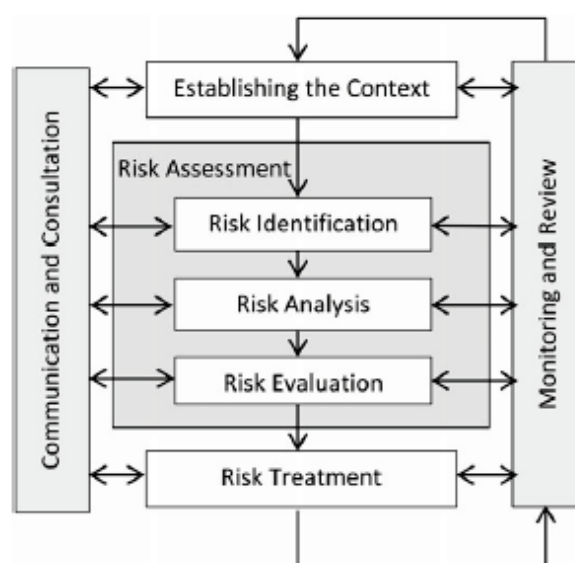 Establishing the Context
Risk Assessment
Risk Identification
Risk Analysis
Risk Evaluation
Risk Treatment
Communication and Consultation
Monitoring and Review